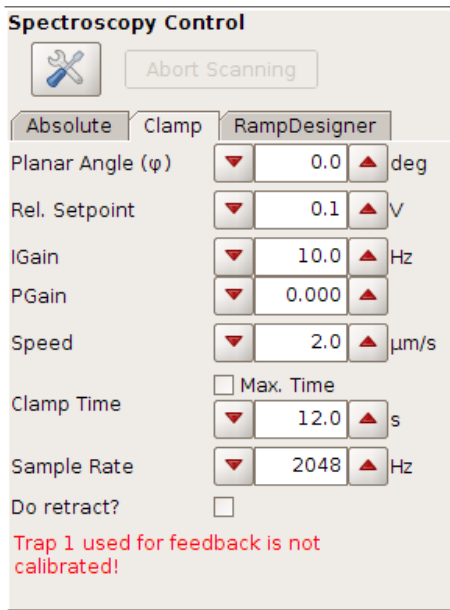 Spectroscopy Control
Abort Scanning
Absolute Clamp RampDesigner
Planar Angle (φ) 0.0 deg
Rel. Setpoint 0.1 V
IGain 10.0 Hz
PGain 0.000
Speed 2.0 µm/s
Max. Time
Clamp Time 12.0 s
Sample Rate 2048 Hz
Do retract?
Trap 1 used for feedback is not
calibrated!